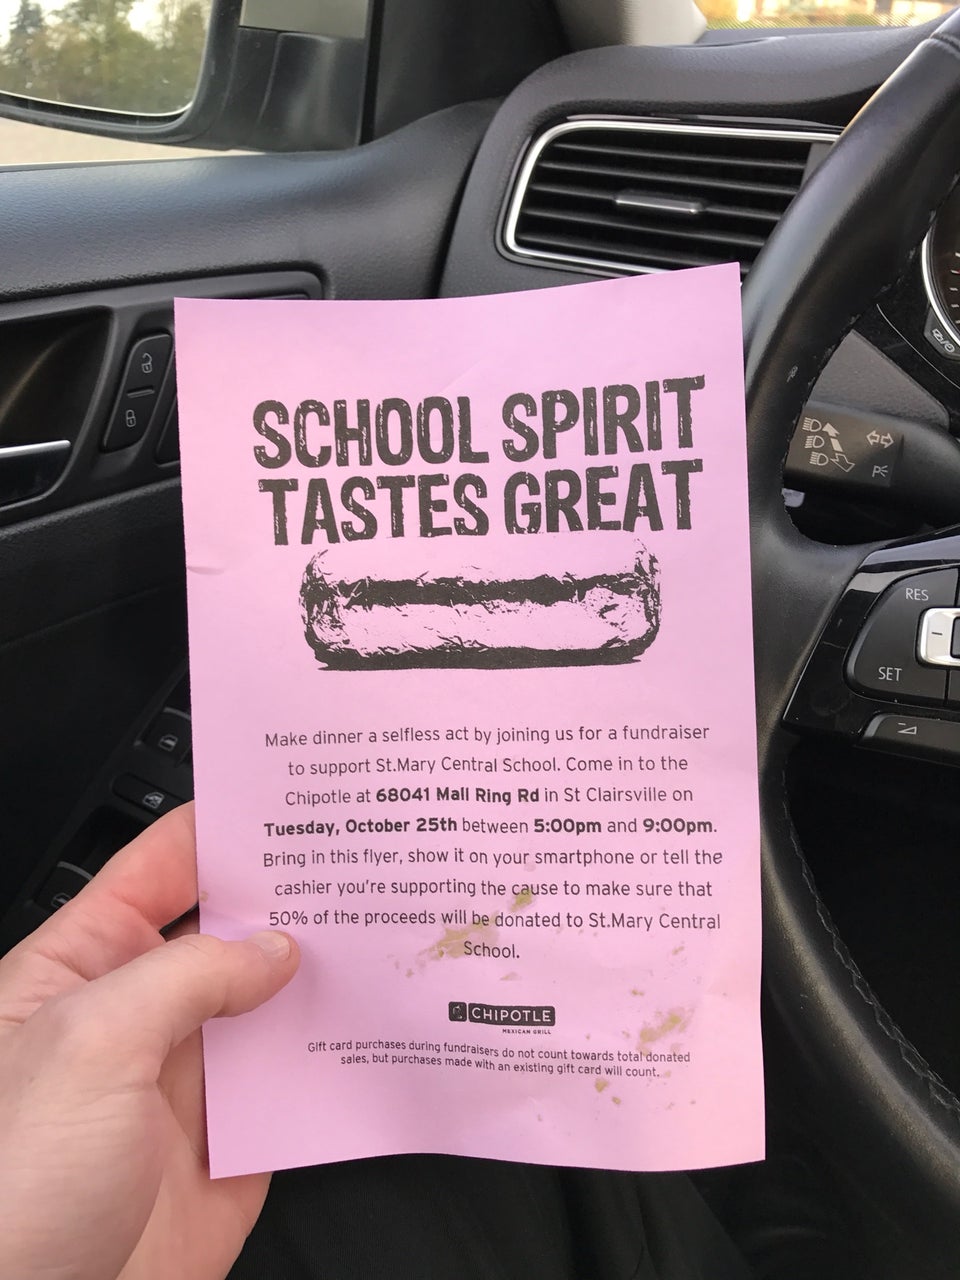 SCHOOL SPIRIT
TASTES GREAT
Make dinner a selfless act by joining us for a fundraiser
to support St.Mary Central School. Come in to the
Chipotle at 68041 Mall Ring Rd in St Clairsville on
Tuesday, October 25th between 5:00pm and 9:00pm.
Bring in this flyer, show it on your smartphone or tell the
cashier you're supporting the cause to make sure that
50% of the proceeds will be donated to St.Mary Central
School.
CHIPOTLE
MEXICAN GRILL
Gift card purchases during fundraisers do not count towards total donated
sales, but purchases made with an existing gift card will count.
RES
SET
P